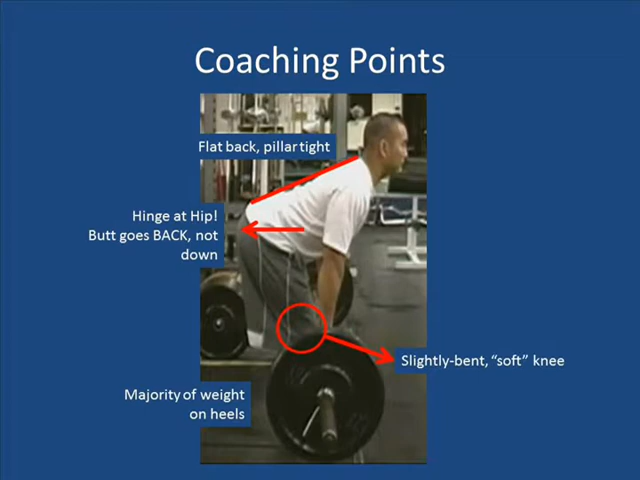 Coaching Points
Flat back, pillar tight
Hinge at Hip!
Butt goes BACK, not
down
Slightly-bent, “soft” knee
Majority of weight
on heels